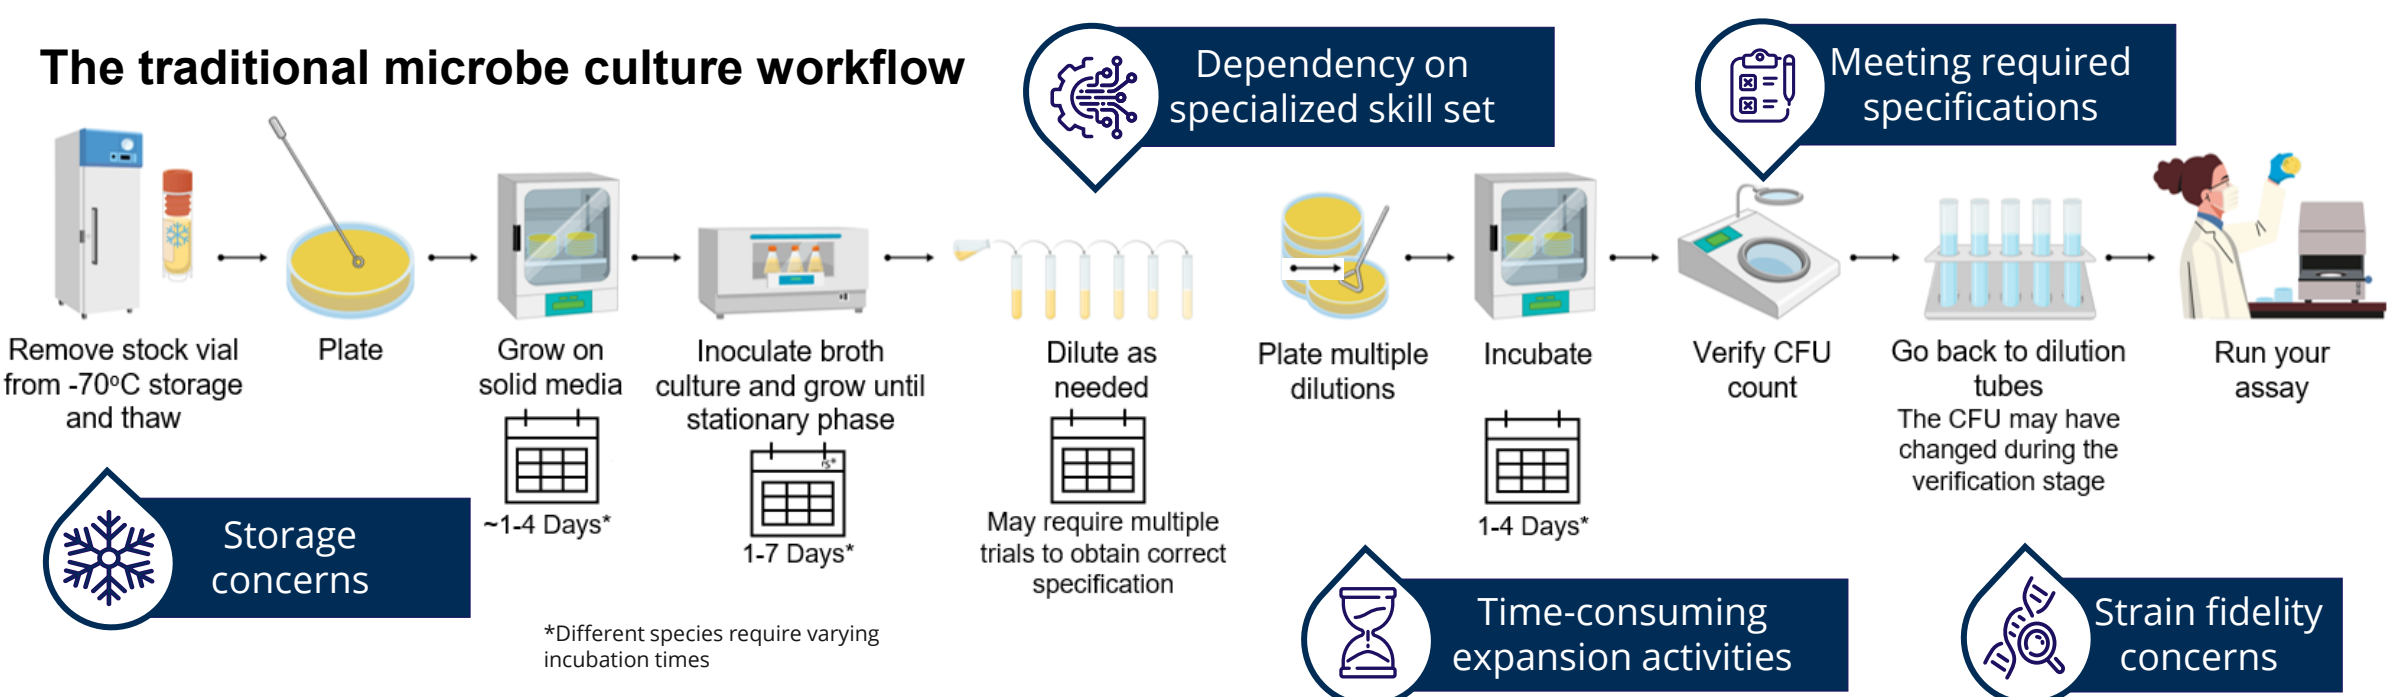 The traditional microbe culture workflow
Dependency on
specialized skill set
Meeting required
specifications
Remove stock vial
from -70ºC storage
and thaw
Plate
Grow on
solid media
~1-4 Days*
Inoculate broth
culture and grow until
stationary phase
rs*
1-7 Days*
Dilute as
needed
May require multiple
trials to obtain correct
specification
Plate multiple
dilutions
Incubate
1-4 Days*
Verify CFU
count
Go back to dilution
tubes
The CFU may have
changed during the
verification stage
Run your
assay
Storage
concerns
*Different species require varying
incubation times
Time-consuming
expansion activities
Strain fidelity
concerns